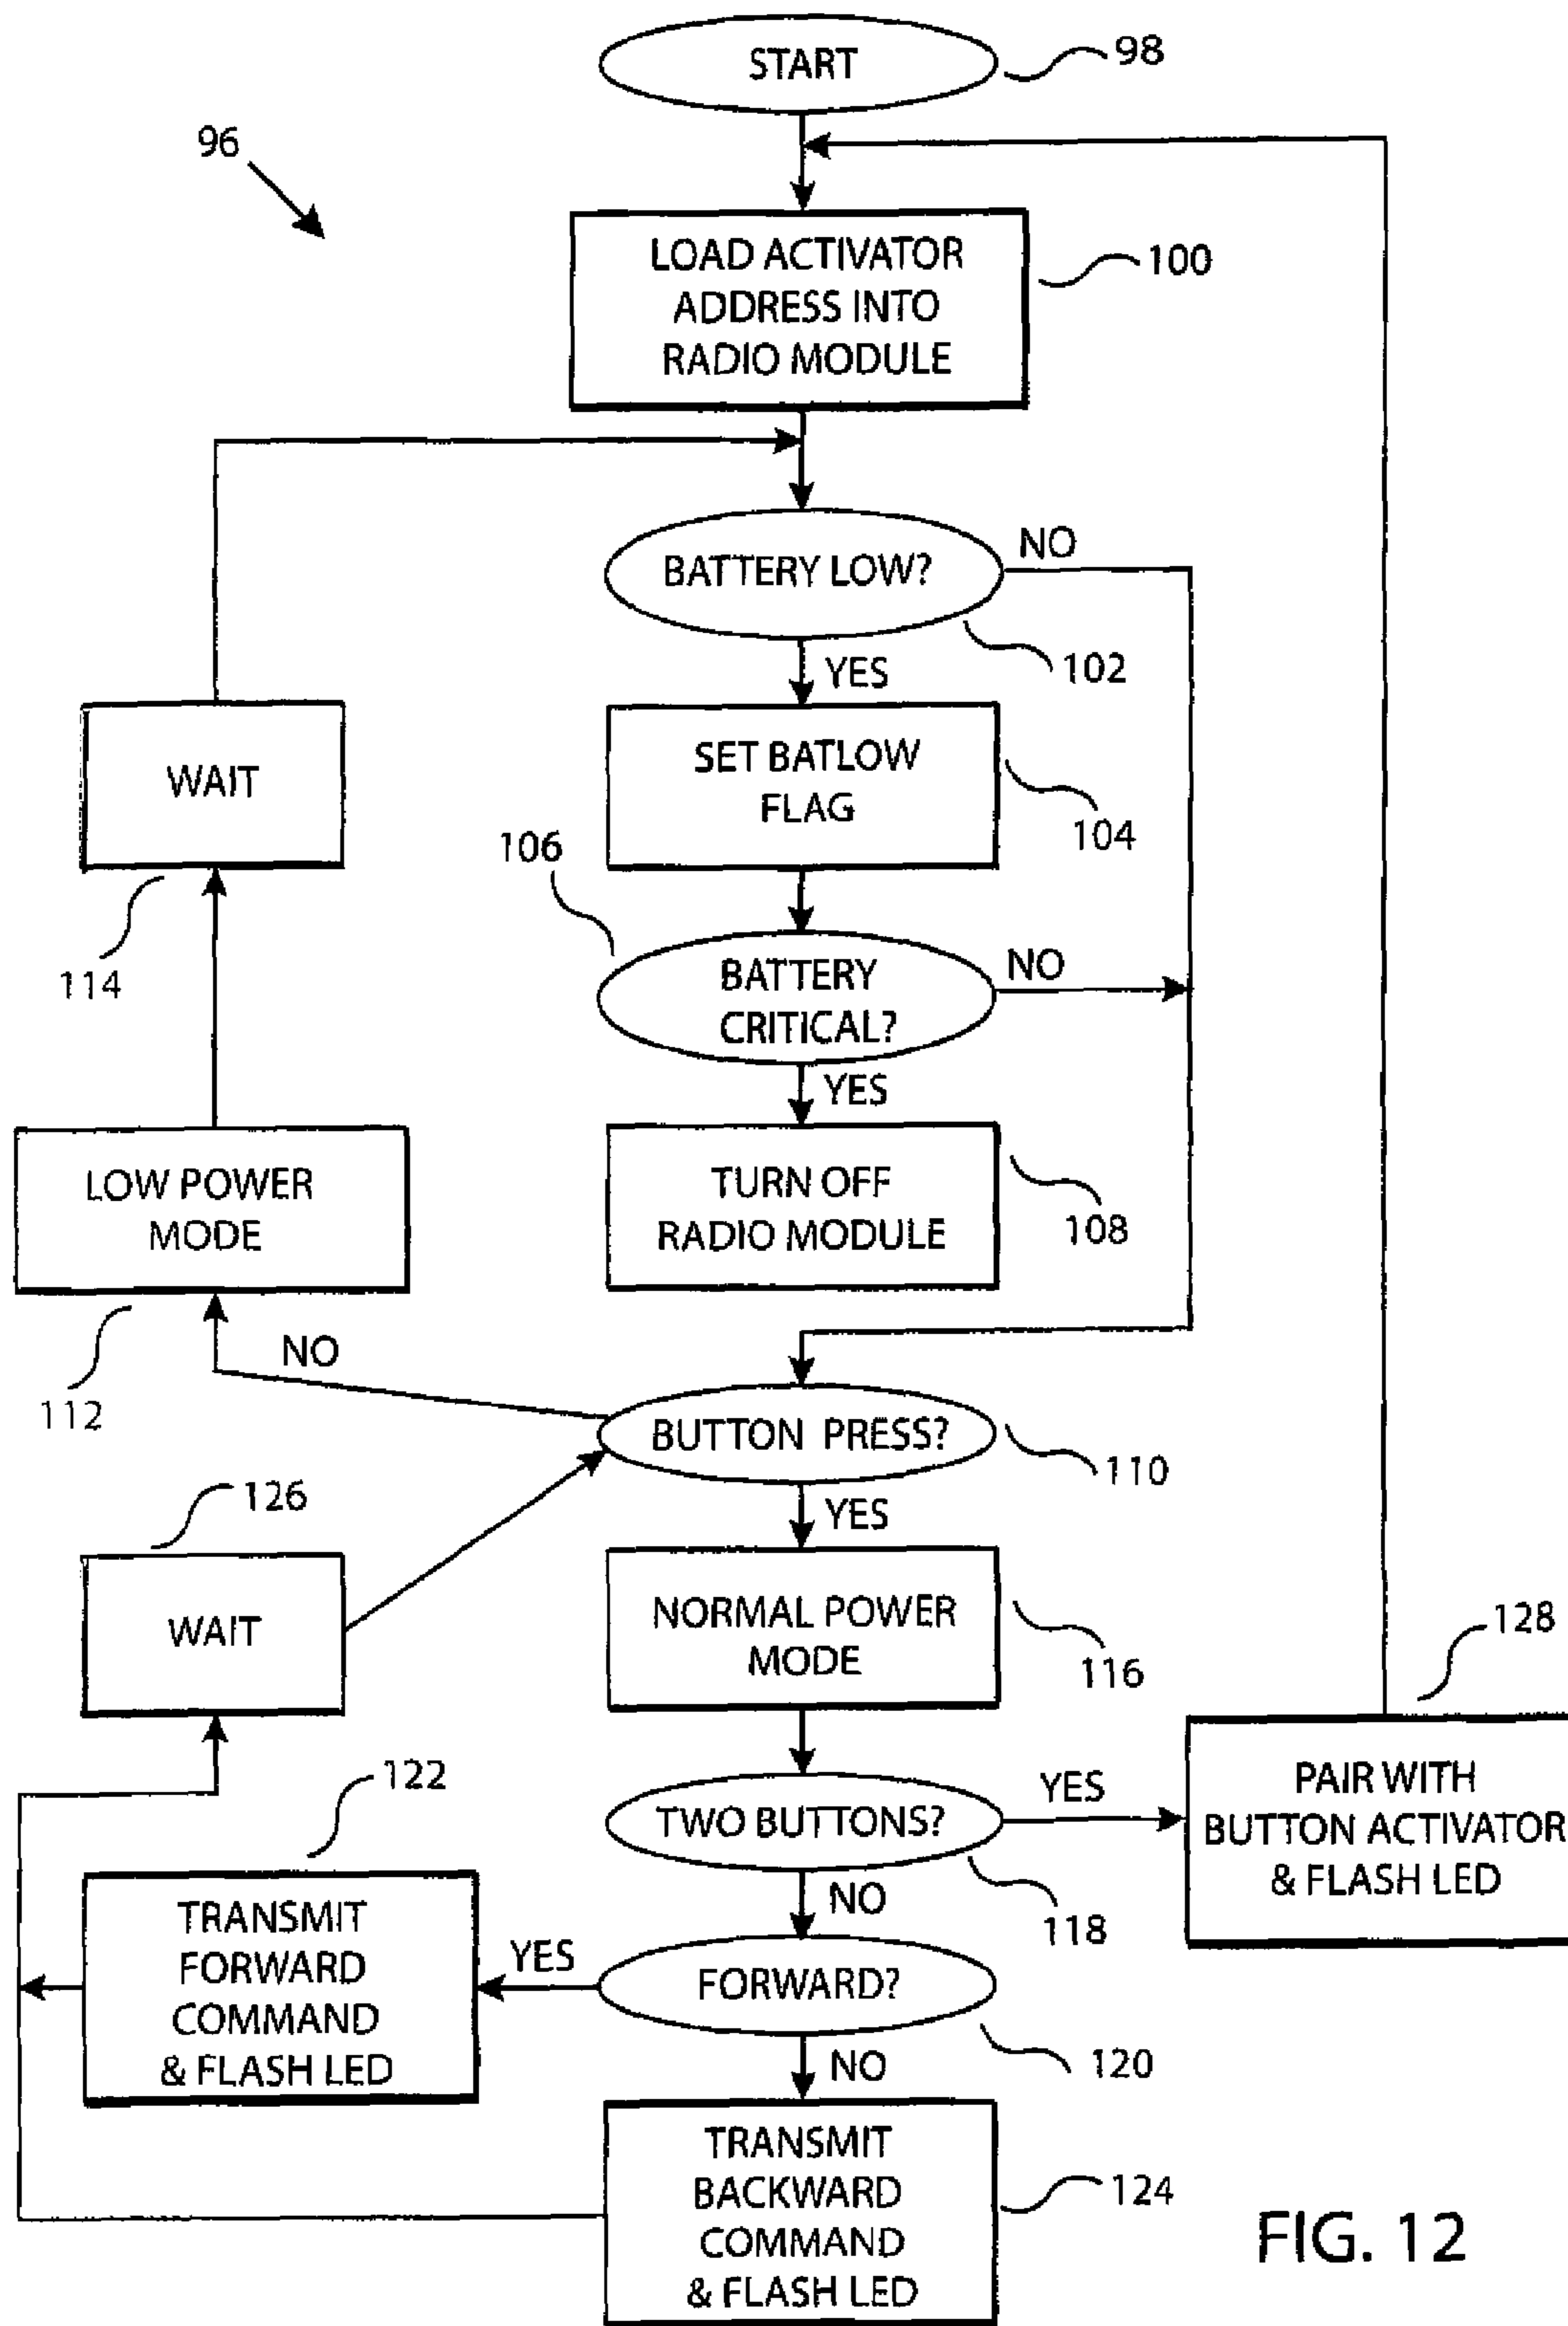 START
98
96
LOAD ACTIVATOR
ADDRESS INTO
RADIO MODULE
100
BATTERY LOW?
NO
102
YES
WAIT
114
SET BATLOW
FLAG
104
106
BATTERY
CRITICAL?
NO
YES
LOW POWER
MODE
112
TURN OFF
RADIO MODULE
108
NO
BUTTON PRESS?
110
YES
126
WAIT
NORMAL POWER
MODE
116
128
TWO BUTTONS?
YES
118
NO
PAIR WITH
BUTTON ACTIVATOR
& FLASH LED
122
TRANSMIT
FORWARD
COMMAND
& FLASH LED
YES
FORWARD?
120
NO
TRANSMIT
BACKWARD
COMMAND
& FLASH LED
124
FIG. 12